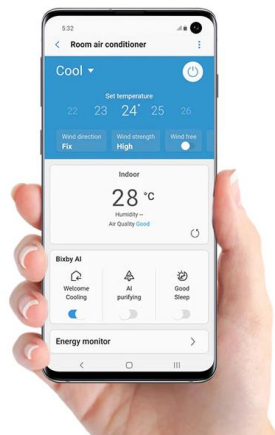 5:32
Room air conditioner
Cool
Set temperature
22 23 24° 25 26
Wind direction Wind strength Wind free
Fix High
Indoor
28 °C
Humidity --
Air Quality Good
Bixby AI
Welcome Cooling
AI purifying
Good Sleep
Energy monitor